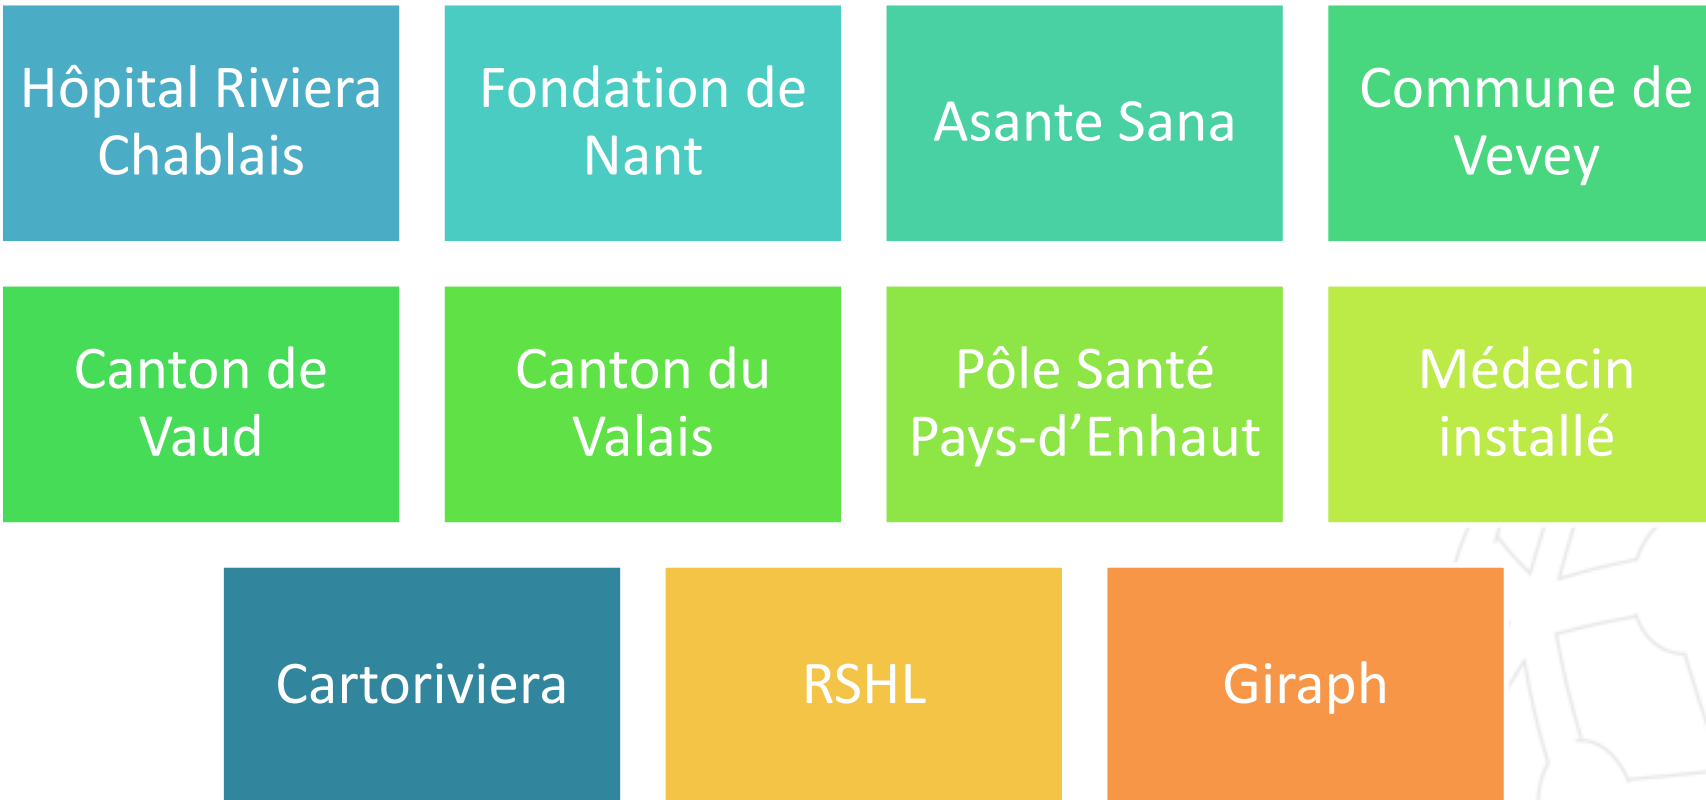 Hôpital Riviera
Chablais
Fondation de
Nant
Asante Sana
Commune de
Vevey
Canton de
Vaud
Canton du
Valais
Pôle Santé
Pays-d’Enhaut
Médecin
installé
Cartoriviera
RSHL
Giraph